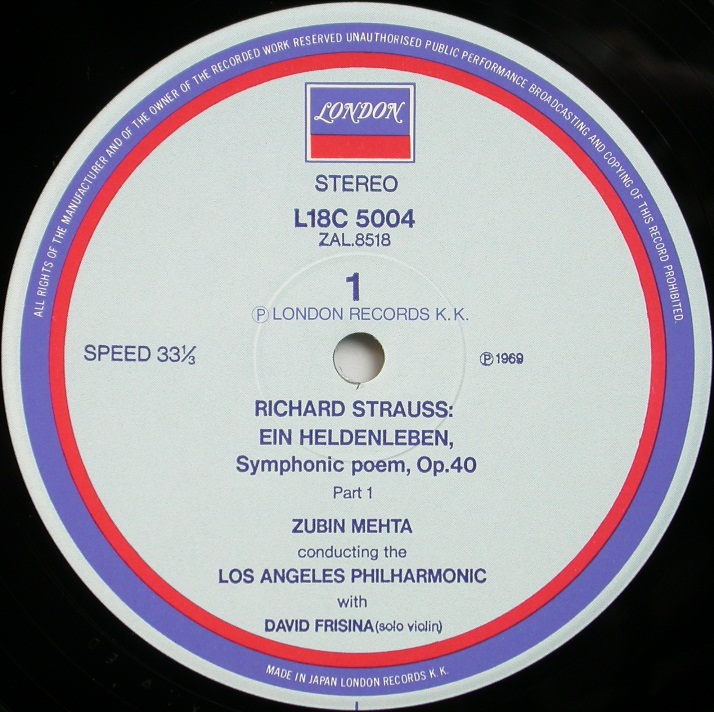 ALL RIGHTS OF THE MANUFACTURER AND OF THE OWNER OF THE RECORDED WORK RESERVED UNAUTHORISED PUBLIC PERFORMANCE BROADCASTING AND COPYING OF THIS RECORD PROHIBITED.
LONDON
STEREO
L18C 5004
ZAL.8518
1
Ⓟ LONDON RECORDS K.K.
SPEED 33⅓
Ⓟ 1969
RICHARD STRAUSS:
EIN HELDENLEBEN,
Symphonic poem, Op.40
Part 1
ZUBIN MEHTA
conducting the
LOS ANGELES PHILHARMONIC
with
DAVID FRISINA (solo violin)
MADE IN JAPAN LONDON RECORDS K.K.